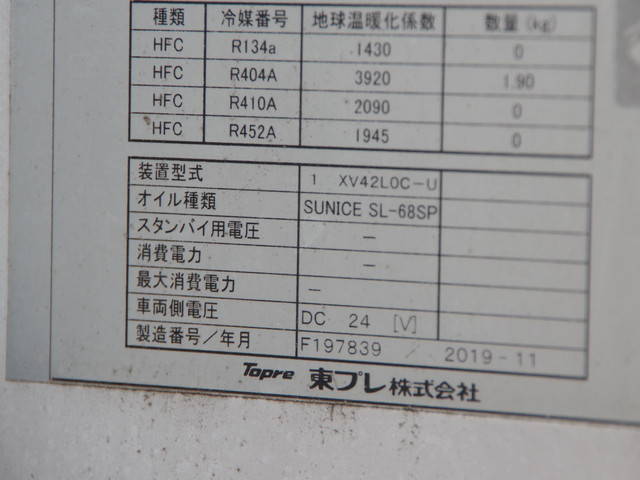 種類 冷媒番号 地球温暖化係数 数量(kg)
HFC R134a 1430 0
HFC R404A 3920 1.90
HFC R410A 2090 0
HFC R452A 1945 0
装置型式 1 XV42L0C-U
オイル種類 SUNICE SL-68SP
スタンバイ用電圧 —
消費電力 —
最大消費電力 —
車両側電圧 DC 24 [V]
製造番号/年月 F197839 / 2019-11
Topre 東プレ株式会社